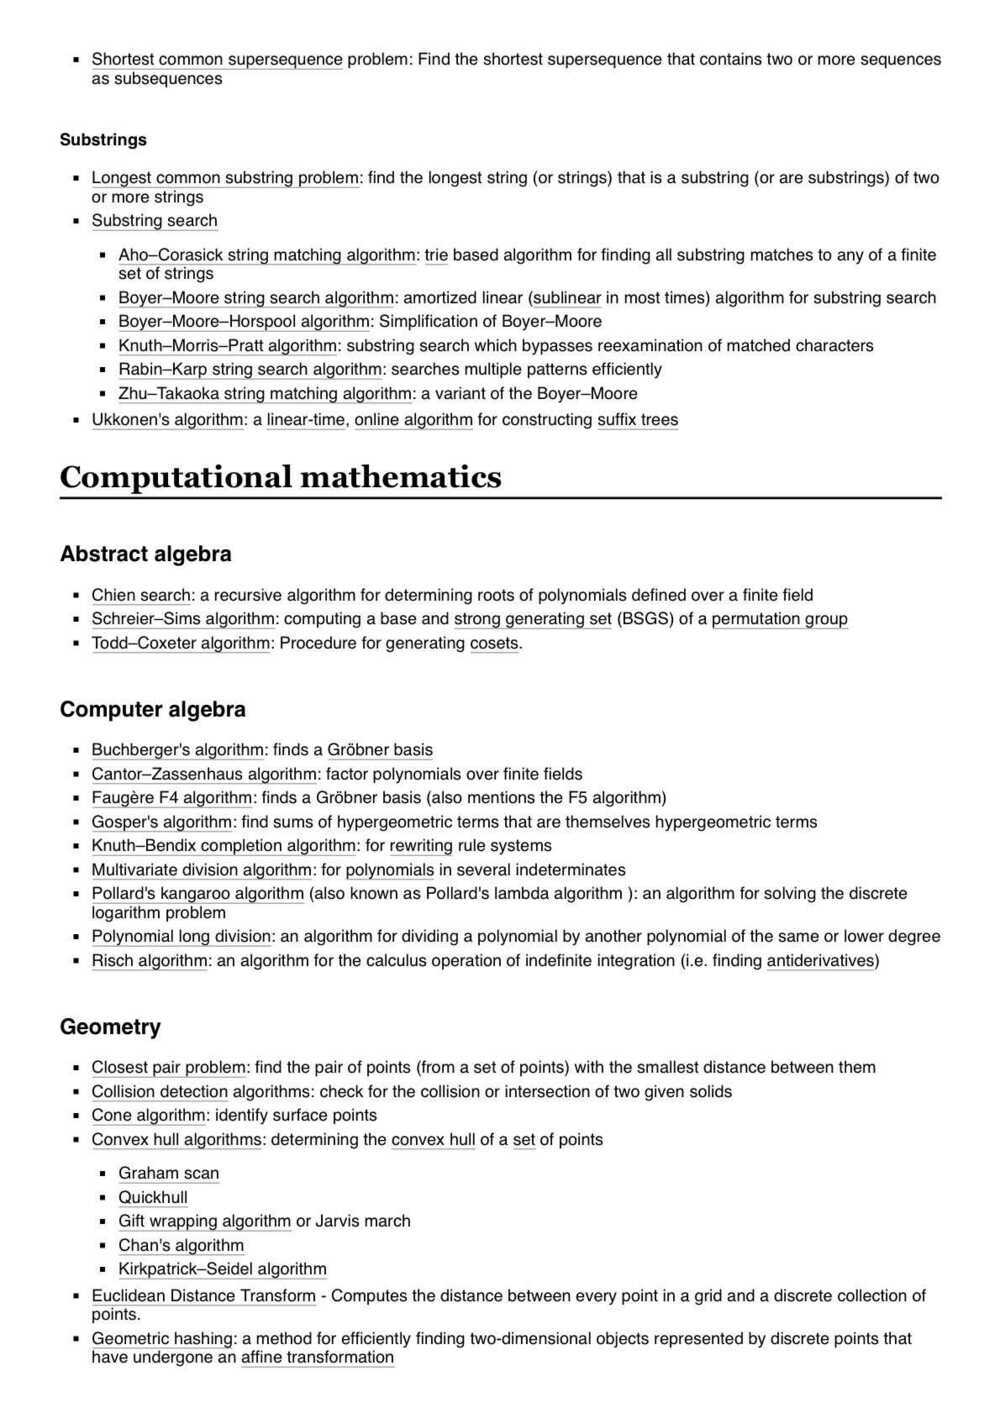 Shortest common supersequence problem: Find the shortest supersequence that contains two or more sequences
as subsequences
Substrings
Longest common substring problem: find the longest string (or strings) that is a substring (or are substrings) of two
or more strings
Substring search
Aho–Corasick string matching algorithm: trie based algorithm for finding all substring matches to any of a finite
set of strings
Boyer–Moore string search algorithm: amortized linear (sublinear in most times) algorithm for substring search
Boyer–Moore–Horspool algorithm: Simplification of Boyer–Moore
Knuth–Morris–Pratt algorithm: substring search which bypasses reexamination of matched characters
Rabin–Karp string search algorithm: searches multiple patterns efficiently
Zhu–Takaoka string matching algorithm: a variant of the Boyer–Moore
Ukkonen's algorithm: a linear-time, online algorithm for constructing suffix trees
Computational mathematics
Abstract algebra
Chien search: a recursive algorithm for determining roots of polynomials defined over a finite field
Schreier–Sims algorithm: computing a base and strong generating set (BSGS) of a permutation group
Todd–Coxeter algorithm: Procedure for generating cosets.
Computer algebra
Buchberger's algorithm: finds a Gröbner basis
Cantor–Zassenhaus algorithm: factor polynomials over finite fields
Faugère F4 algorithm: finds a Gröbner basis (also mentions the F5 algorithm)
Gosper's algorithm: find sums of hypergeometric terms that are themselves hypergeometric terms
Knuth–Bendix completion algorithm: for rewriting rule systems
Multivariate division algorithm: for polynomials in several indeterminates
Pollard's kangaroo algorithm (also known as Pollard's lambda algorithm ): an algorithm for solving the discrete
logarithm problem
Polynomial long division: an algorithm for dividing a polynomial by another polynomial of the same or lower degree
Risch algorithm: an algorithm for the calculus operation of indefinite integration (i.e. finding antiderivatives)
Geometry
Closest pair problem: find the pair of points (from a set of points) with the smallest distance between them
Collision detection algorithms: check for the collision or intersection of two given solids
Cone algorithm: identify surface points
Convex hull algorithms: determining the convex hull of a set of points
Graham scan
Quickhull
Gift wrapping algorithm or Jarvis march
Chan's algorithm
Kirkpatrick–Seidel algorithm
Euclidean Distance Transform - Computes the distance between every point in a grid and a discrete collection of
points.
Geometric hashing: a method for efficiently finding two-dimensional objects represented by discrete points that
have undergone an affine transformation